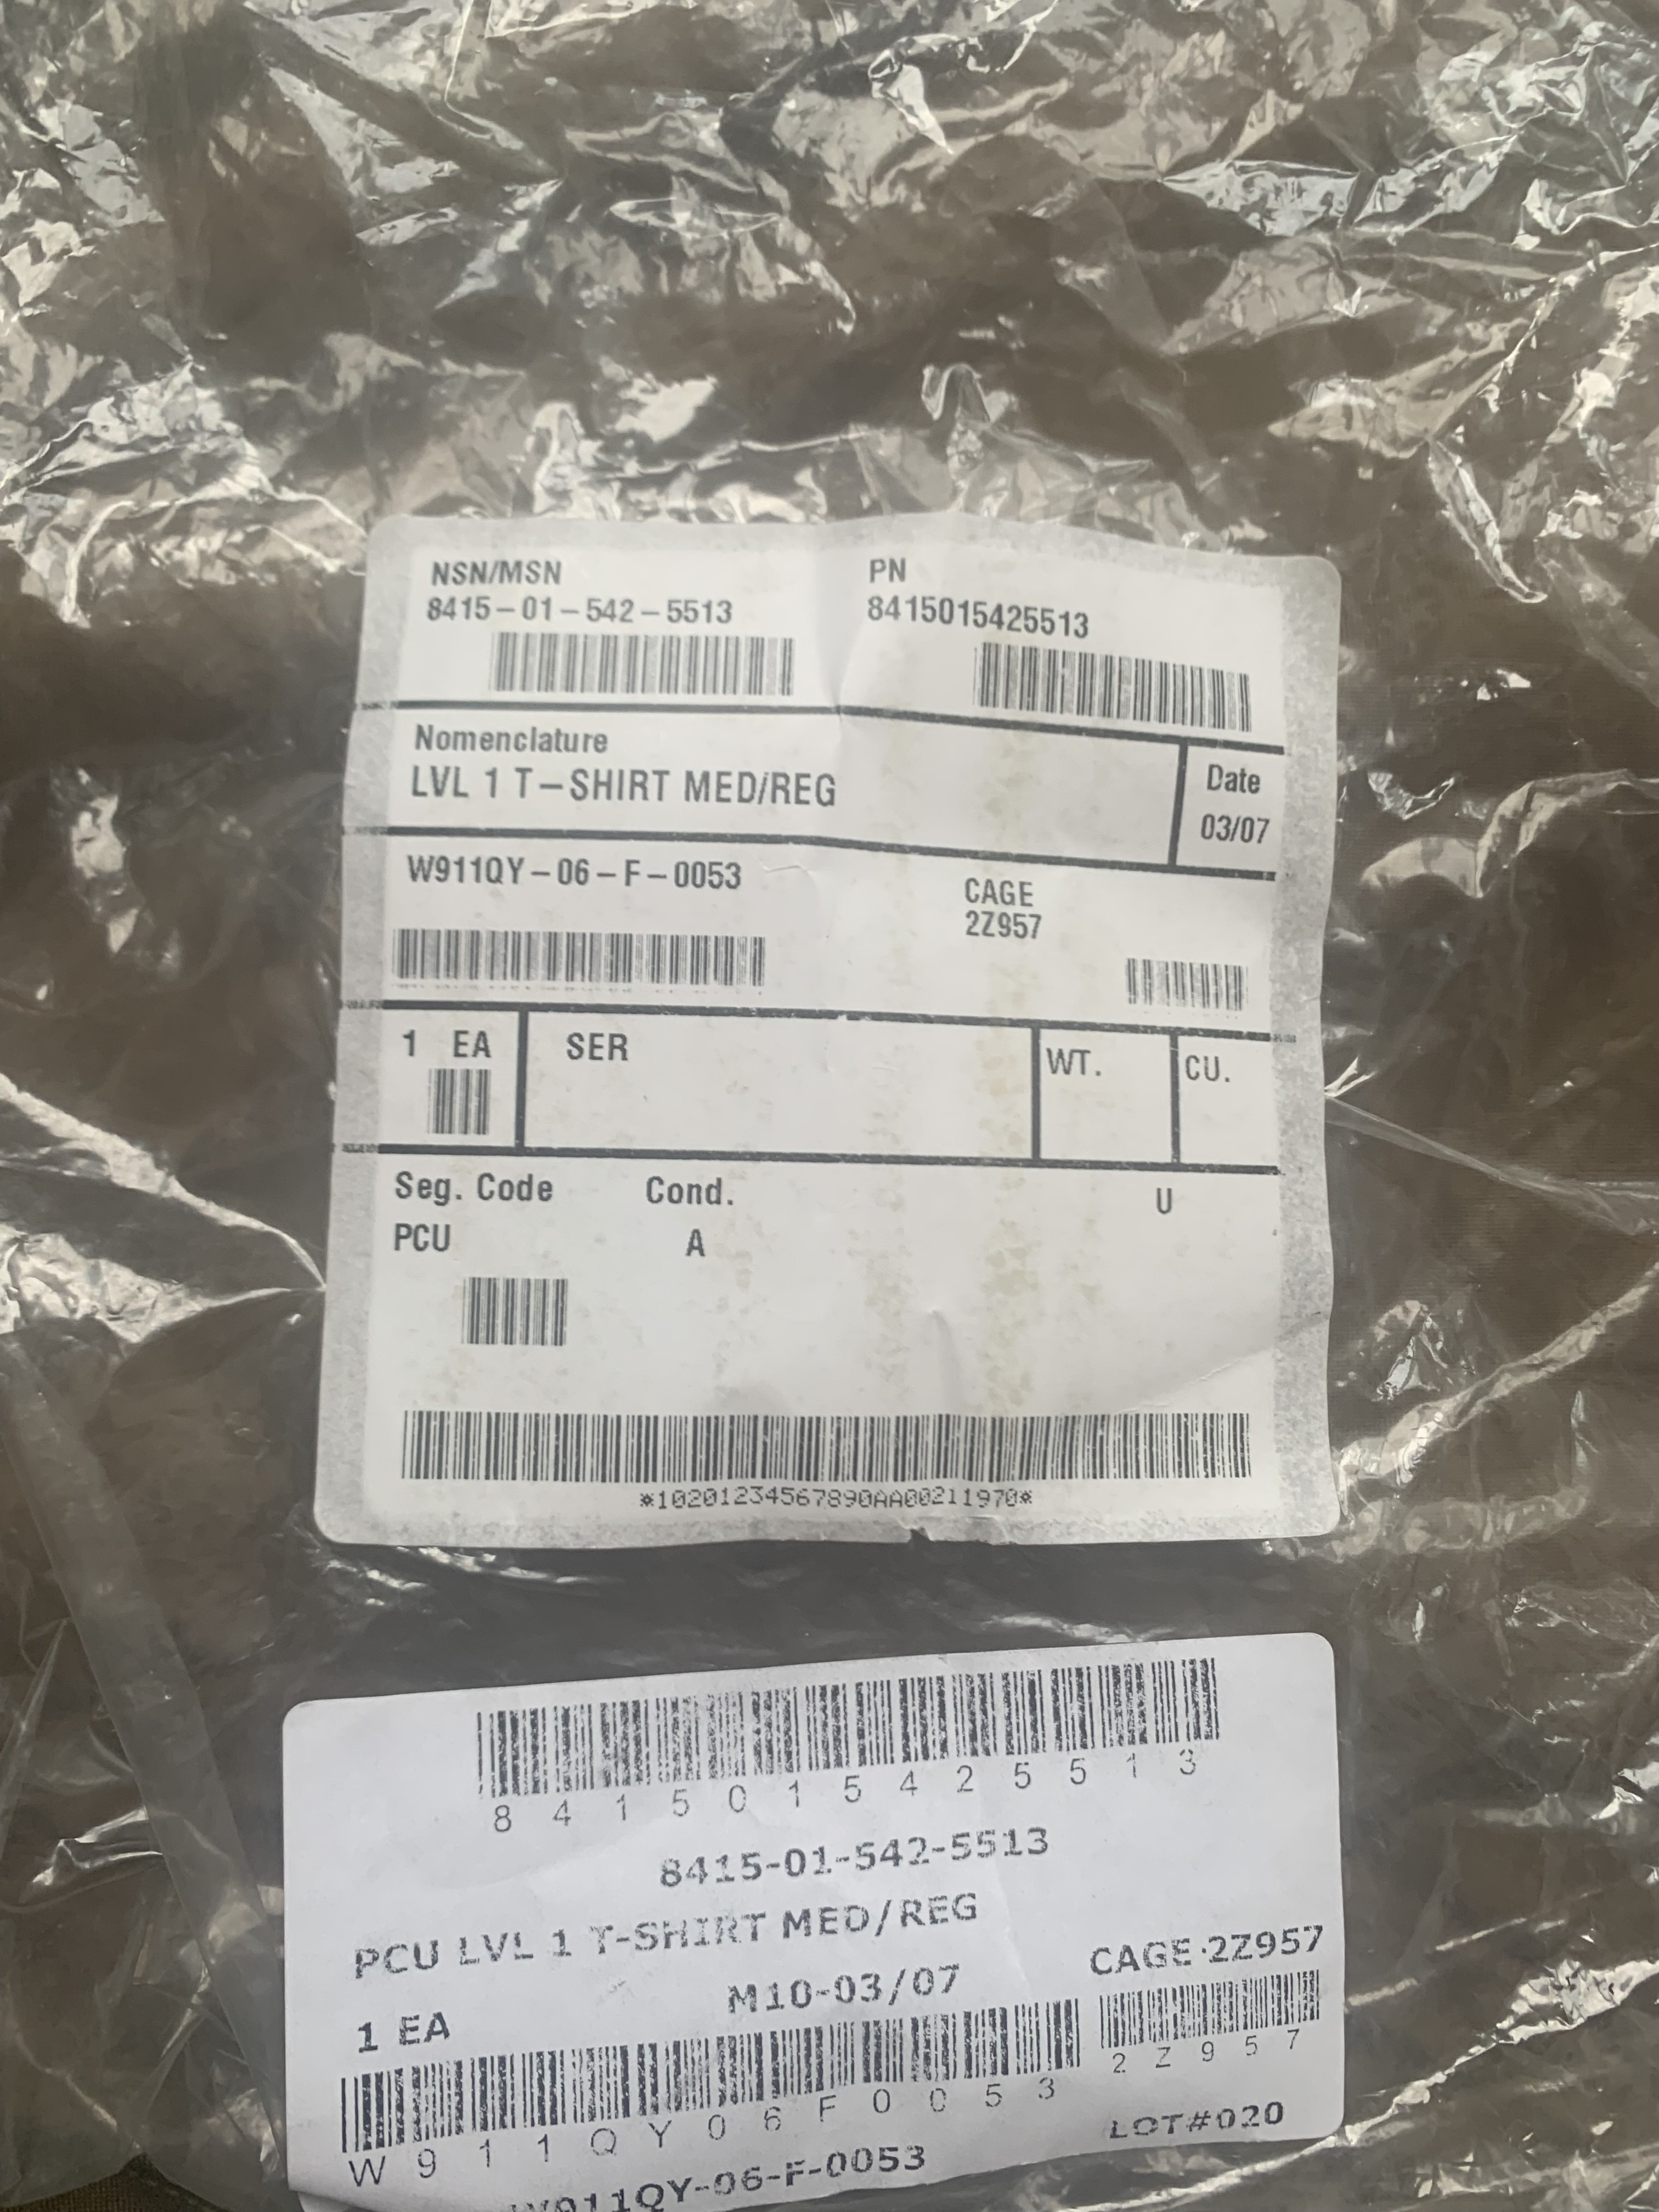 NSN/MSN PN
8415-01-542-5513 8415015425513
Nomenclature
LVL 1 T-SHIRT MED/REG
Date
03/07
W911QY-06-F-0053
CAGE
2Z957
1 EA SER WT. CU.
Seg. Code Cond. U
PCU A
*10201234567890AA00211970*
8415015425513
8415-01-542-5513
PCU LVL 1 T-SHIRT MED/REG
1 EA M10-03/07 CAGE 2Z957
W911QY06F0053 2Z957
W911QY-06-F-0053 LOT#020